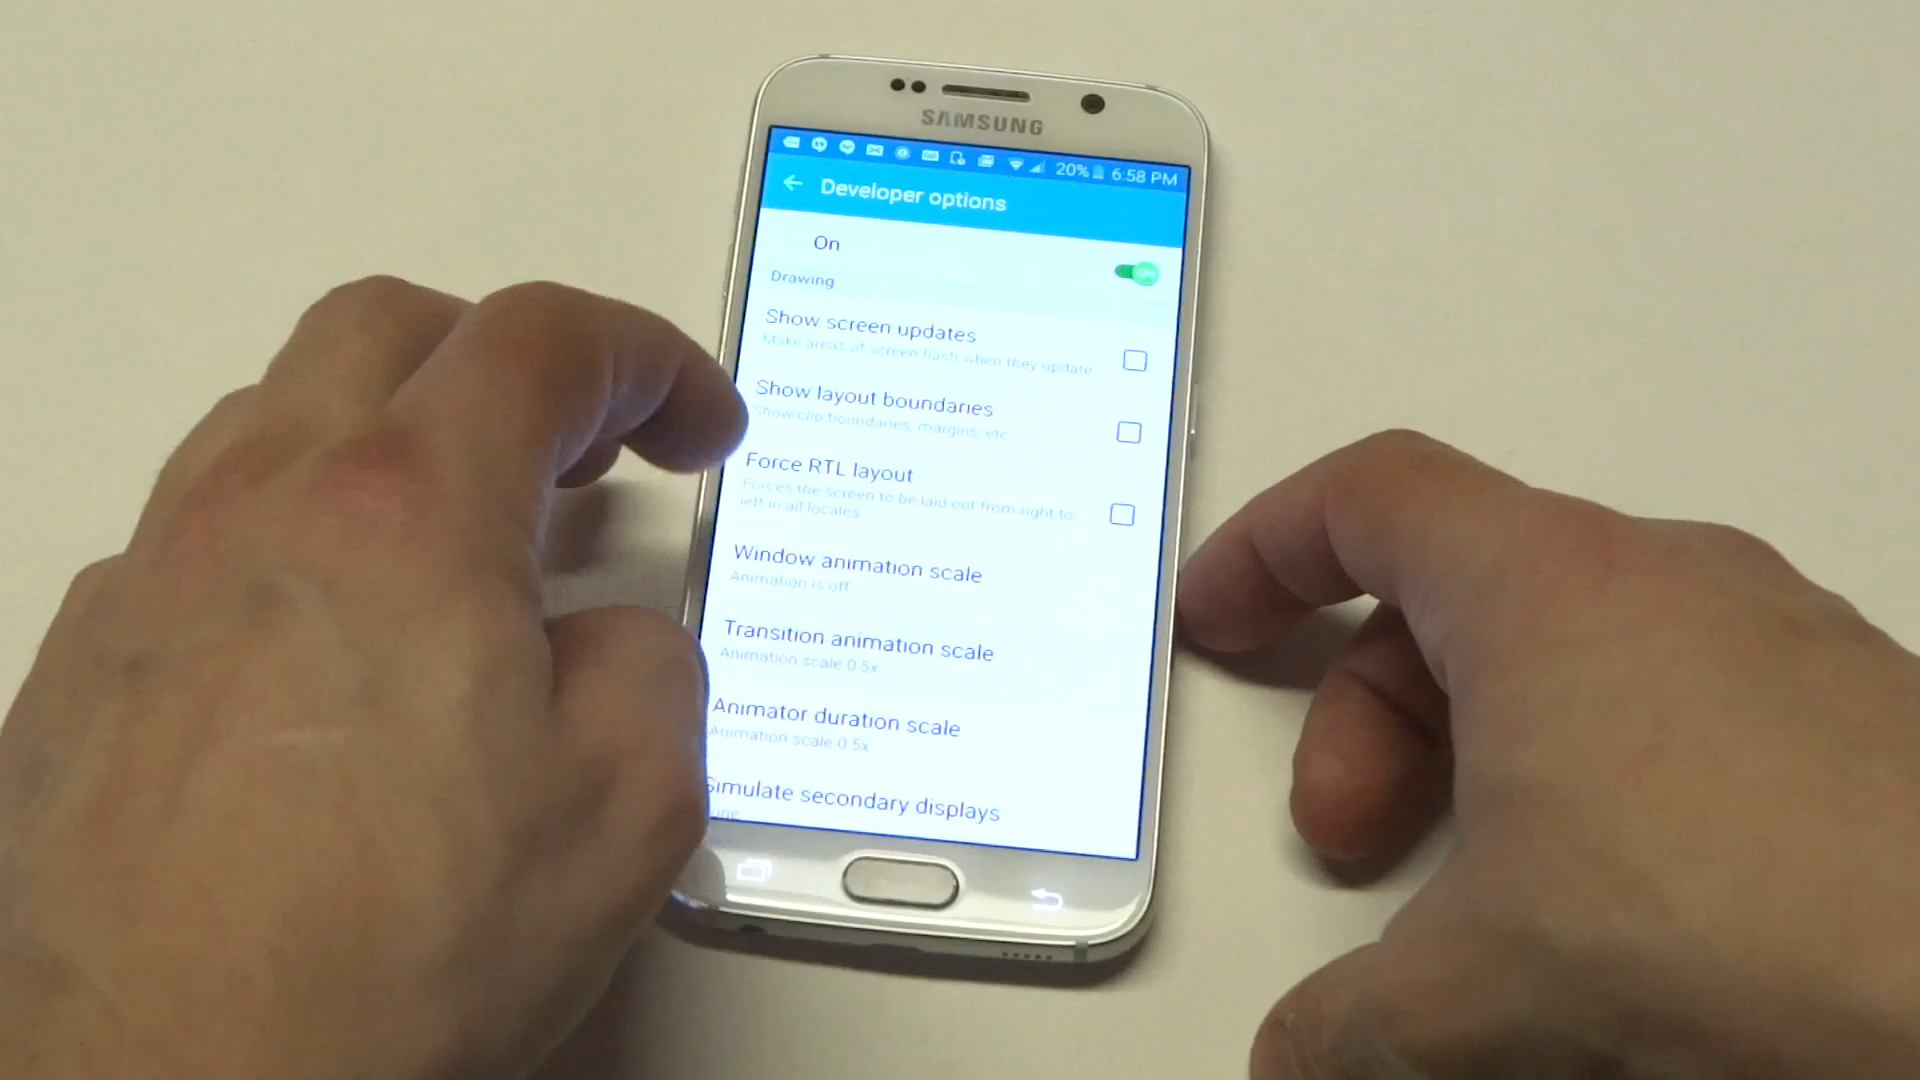 SAMSUNG
20% 6:58 PM
Developer options
On
ON
Drawing
Show screen updates
Make areas of screen flash when they update
Show layout boundaries
Show clip boundaries, margins, etc
Force RTL layout
Forces the screen to be laid out from right to
left in all locales
Window animation scale
Animation is off
Transition animation scale
Animation scale 0.5x
Animator duration scale
Animation scale 0.5x
Simulate secondary displays